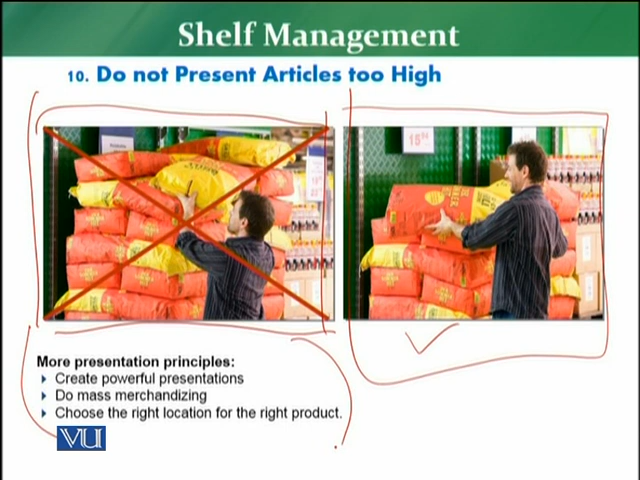 Shelf Management
10. Do not Present Articles too High
More presentation principles:
Create powerful presentations
Do mass merchandizing
Choose the right location for the right product.
VU